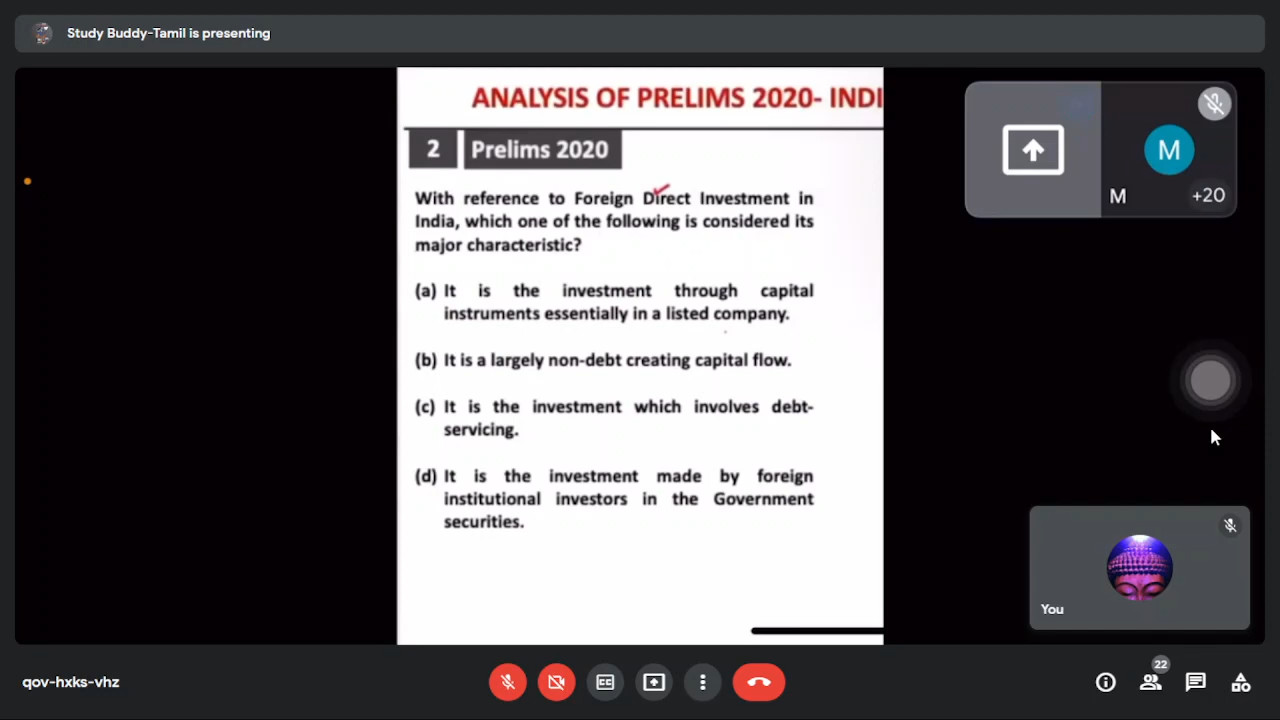 Study Buddy-Tamil is presenting
ANALYSIS OF PRELIMS 2020- INDI
2 Prelims 2020
With reference to Foreign Direct Investment in
India, which one of the following is considered its
major characteristic?
(a) It is the investment through capital
instruments essentially in a listed company.
(b) It is a largely non-debt creating capital flow.
(c) It is the investment which involves debt-
servicing.
(d) It is the investment made by foreign
institutional investors in the Government
securities.
M
M +20
You
qov-hxks-vhz
CC
22